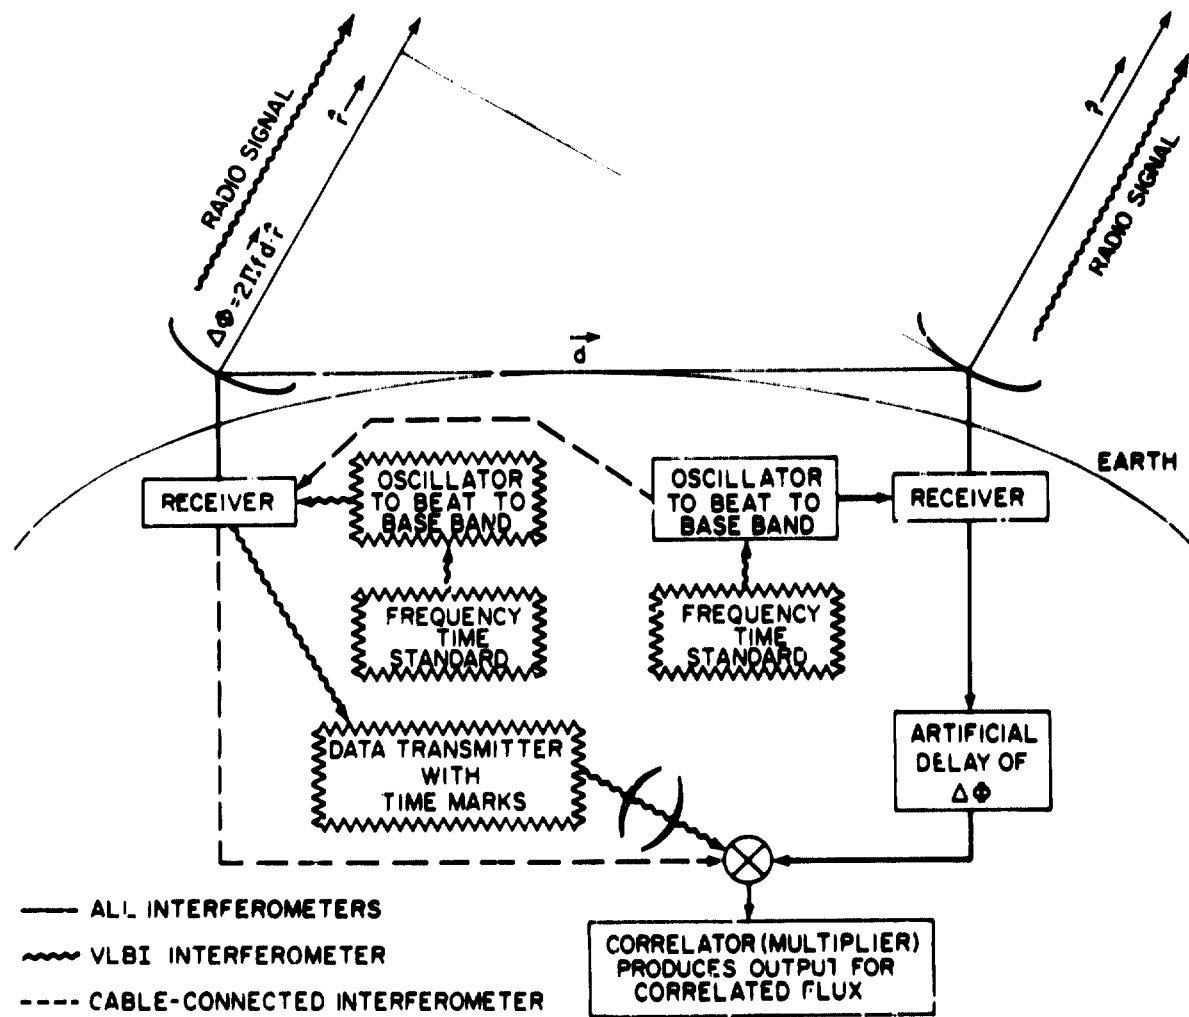 RADIO SIGNAL
r̂
ΔΦ = 2Πf d⃗·r̂
r̂
RADIO SIGNAL
d⃗
EARTH
RECEIVER
OSCILLATOR
TO BEAT TO
BASE BAND
OSCILLATOR
TO BEAT TO
BASE BAND
RECEIVER
FREQUENCY
TIME
STANDARD
FREQUENCY
TIME
STANDARD
DATA TRANSMITTER
WITH
TIME MARKS
ARTIFICIAL
DELAY OF
ΔΦ
ALL INTERFEROMETERS
VLBI INTERFEROMETER
CABLE-CONNECTED INTERFEROMETER
CORRELATOR (MULTIPLIER)
PRODUCES OUTPUT FOR
CORRELATED FLUX